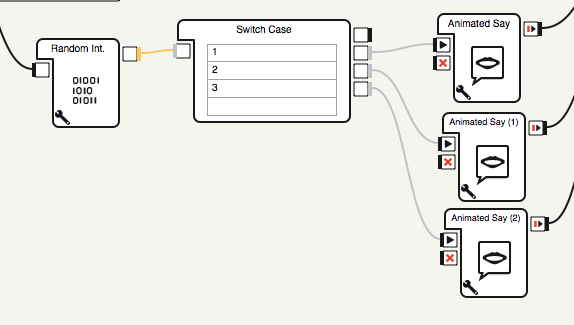 Random Int.
01001
1010
01011
Switch Case
1
2
3
Animated Say
Animated Say (1)
Animated Say (2)